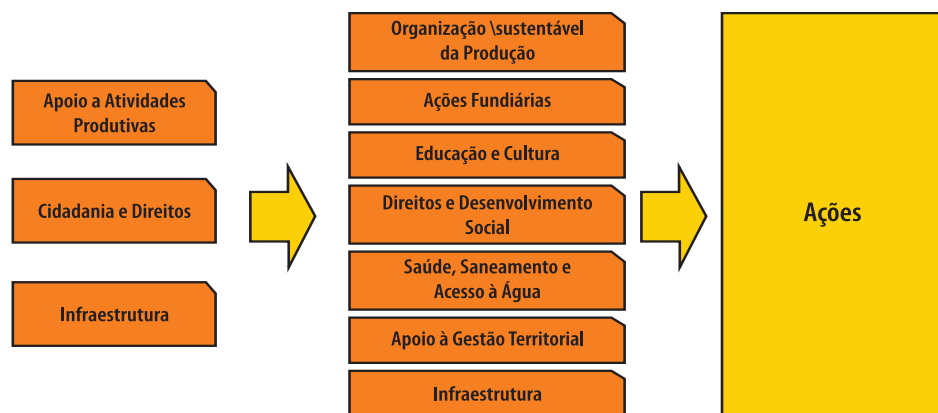 Apoio a Atividades
Produtivas
Cidadania e Direitos
Infraestrutura
Organização \sustentável
da Produção
Ações Fundiárias
Educação e Cultura
Direitos e Desenvolvimento
Social
Saúde, Saneamento e
Acesso à Água
Apoio à Gestão Territorial
Infraestrutura
Ações